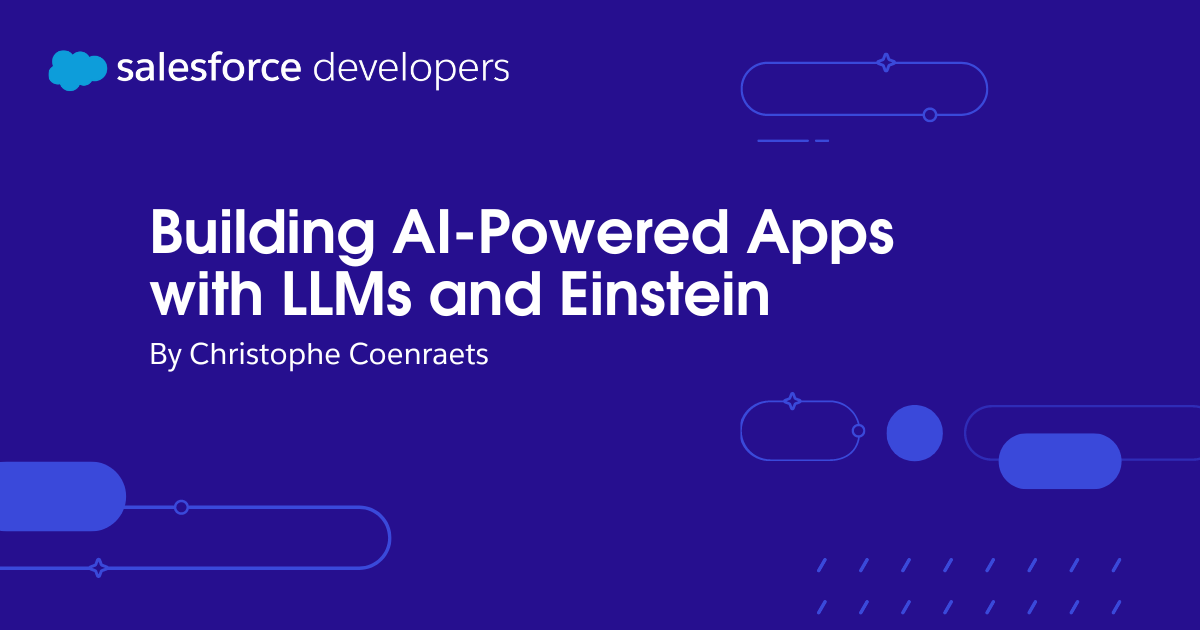 salesforce developers
Building AI-Powered Apps
with LLMs and Einstein
By Christophe Coenraets